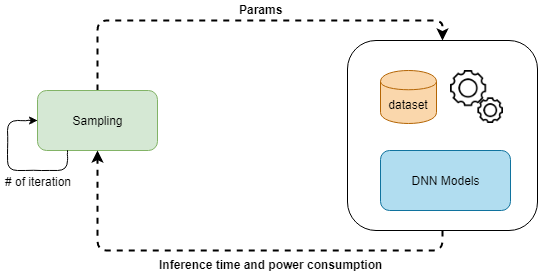 Params
dataset
Sampling
# of iteration
DNN Models
Inference time and power consumption